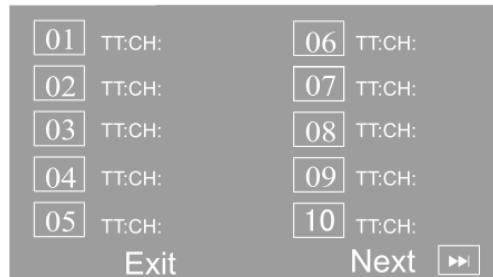 01 TT:CH: 06 TT:CH:
02 TT:CH: 07 TT:CH:
03 TT:CH: 08 TT:CH:
04 TT:CH: 09 TT:CH:
05 TT:CH: 10 TT:CH:
Exit Next